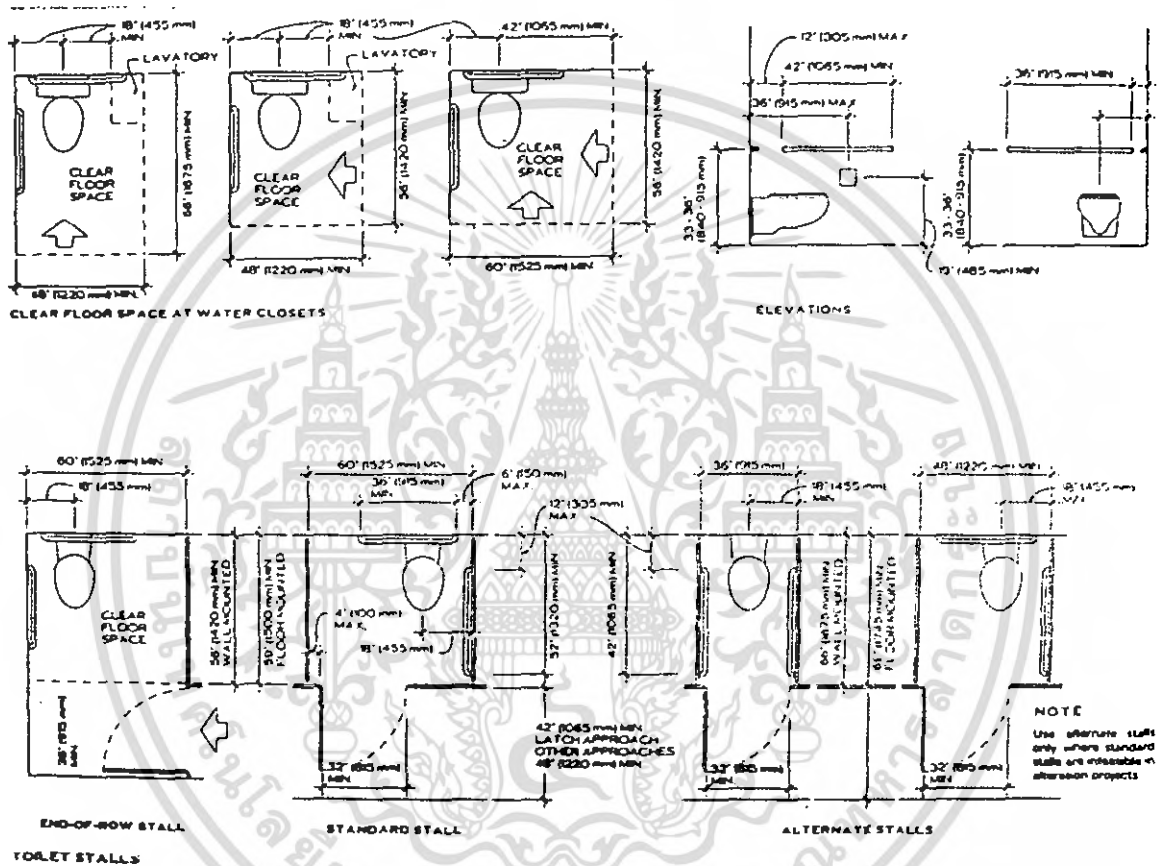 18" (455 mm)
MIN
LAVATORY
18" (455 mm)
MIN
LAVATORY
42" (1065 mm) MIN
CLEAR
FLOOR
SPACE
CLEAR
FLOOR
SPACE
CLEAR
FLOOR
SPACE
(1675 mm) MIN
56" (1420 mm) MIN
56" (1420 mm) MIN
(1220 mm) MIN
48" (1220 mm) MIN
60" (1525 mm) MIN
CLEAR FLOOR SPACE AT WATER CLOSETS
12" (305 mm) MAX
42" (1065 mm) MIN
36" (915 mm) MAX
36" (915 mm) MIN
33 - 36"
(840 - 915 mm)
33 - 36"
(840 - 915 mm)
19" (485 mm) MIN
ELEVATIONS
60" (1525 mm) MIN
18" (455 mm)
CLEAR
FLOOR
SPACE
36" (915 mm)
MIN
56" (1420 mm) MIN
WALL MOUNTED
59" (1500 mm) MIN
FLOOR MOUNTED
END-OF-ROW STALL
60" (1525 mm) MIN
36" (915 mm)
MIN
6" (150 mm)
MAX.
12" (305 mm)
MAX
4" (100 mm)
MAX.
18" (455 mm)
52" (1320 mm) MIN
42" (1065 mm) MIN
32" (815 mm)
MIN
42" (1065 mm) MIN
LATCH APPROACH
OTHER APPROACHES
48" (1220 mm) MIN
STANDARD STALL
36" (915 mm)
18" (455 mm)
MIN
66" (1675 mm) MIN
WALL MOUNTED
(1745 mm) MIN
FLOOR MOUNTED
48" (1220 mm) MIN
18" (455 mm)
32" (815 mm)
MIN
32" (815 mm)
MIN
NOTE
Use alternate stalls
only where standard
stalls are infeasible in
alteration projects
ALTERNATE STALLS
TOILET STALLS